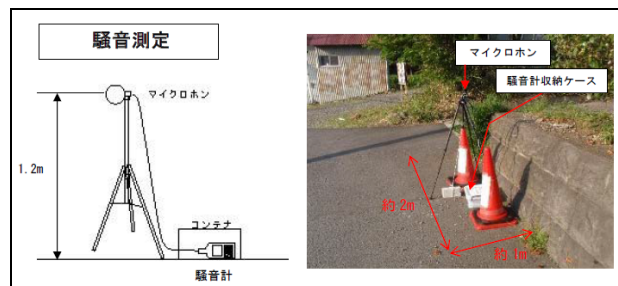 騒音測定
マイクロホン
1.2m
コンテナ
騒音計
マイクロホン
騒音計収納ケース
約2m
約1m